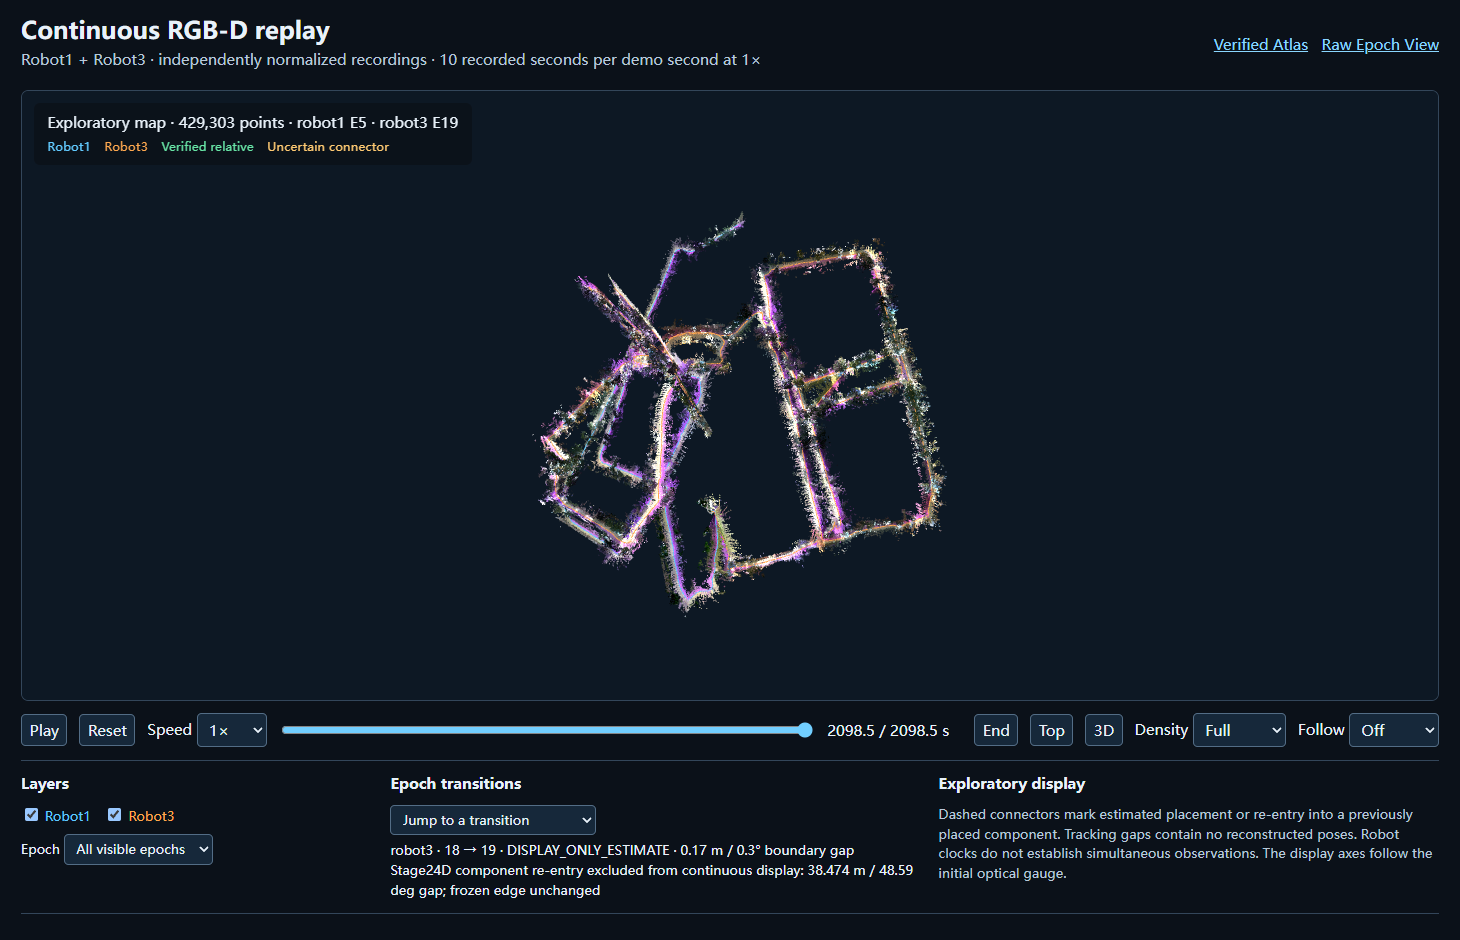 Continuous RGB-D replay
Robot1 + Robot3 · independently normalized recordings · 10 recorded seconds per demo second at 1×
Verified Atlas Raw Epoch View
Exploratory map · 429,303 points · robot1 E5 · robot3 E19
Robot1 Robot3 Verified relative Uncertain connector
Play Reset Speed 1× 2098.5 / 2098.5 s End Top 3D Density Full Follow Off
Layers
Robot1 Robot3
Epoch All visible epochs
Epoch transitions
Jump to a transition
robot3 · 18 → 19 · DISPLAY_ONLY_ESTIMATE · 0.17 m / 0.3° boundary gap
Stage24D component re-entry excluded from continuous display: 38.474 m / 48.59
deg gap; frozen edge unchanged
Exploratory display
Dashed connectors mark estimated placement or re-entry into a previously
placed component. Tracking gaps contain no reconstructed poses. Robot
clocks do not establish simultaneous observations. The display axes follow the
initial optical gauge.